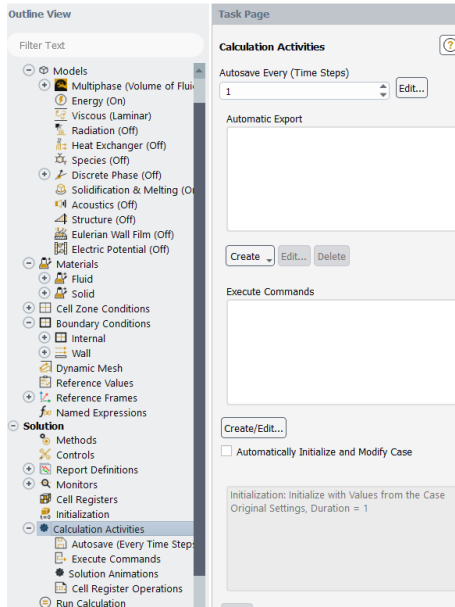 Outline View
Filter Text
Models
Multiphase (Volume of Flui
Energy (On)
Viscous (Laminar)
Radiation (Off)
Heat Exchanger (Off)
Species (Off)
Discrete Phase (Off)
Solidification & Melting (O
Acoustics (Off)
Structure (Off)
Eulerian Wall Film (Off)
Electric Potential (Off)
Materials
Fluid
Solid
Cell Zone Conditions
Boundary Conditions
Internal
Wall
Dynamic Mesh
Reference Values
Reference Frames
Named Expressions
Solution
Methods
Controls
Report Definitions
Monitors
Cell Registers
Initialization
Calculation Activities
Autosave (Every Time Steps
Execute Commands
Solution Animations
Cell Register Operations
Run Calculation
Task Page
Calculation Activities
?
Autosave Every (Time Steps)
1
Edit...
Automatic Export
Create Edit... Delete
Execute Commands
Create/Edit...
Automatically Initialize and Modify Case
Initialization: Initialize with Values from the Case
Original Settings, Duration = 1